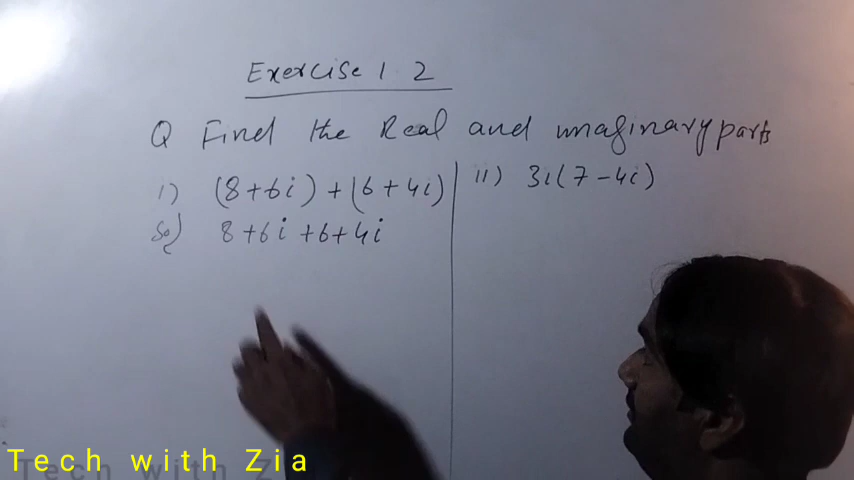 Exercise 1.2
Q Find the Real and imaginary parts
i) (8+6i)+(6+4i)
ii) 3i(7-4i)
Sol) 8+6i+6+4i
Tech with Zia